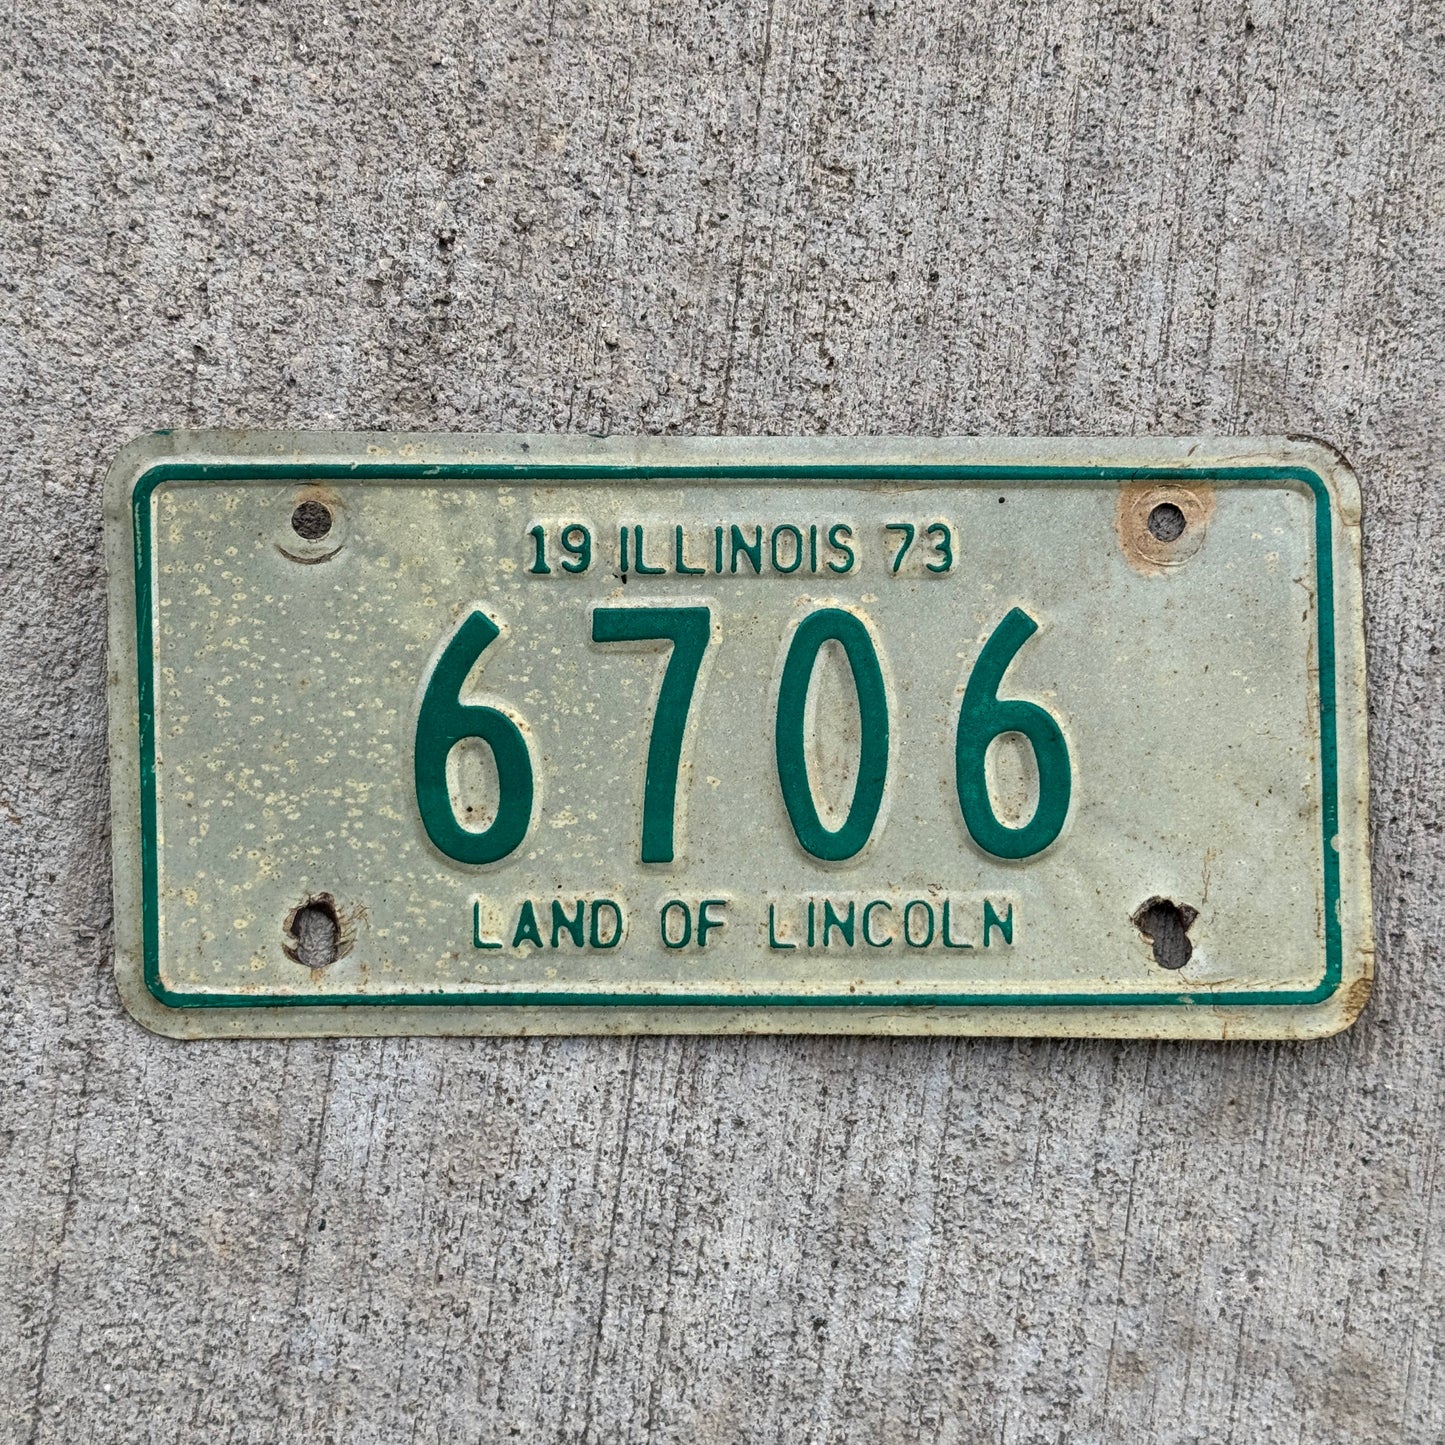 19 ILLINOIS 73
6706
LAND OF LINCOLN